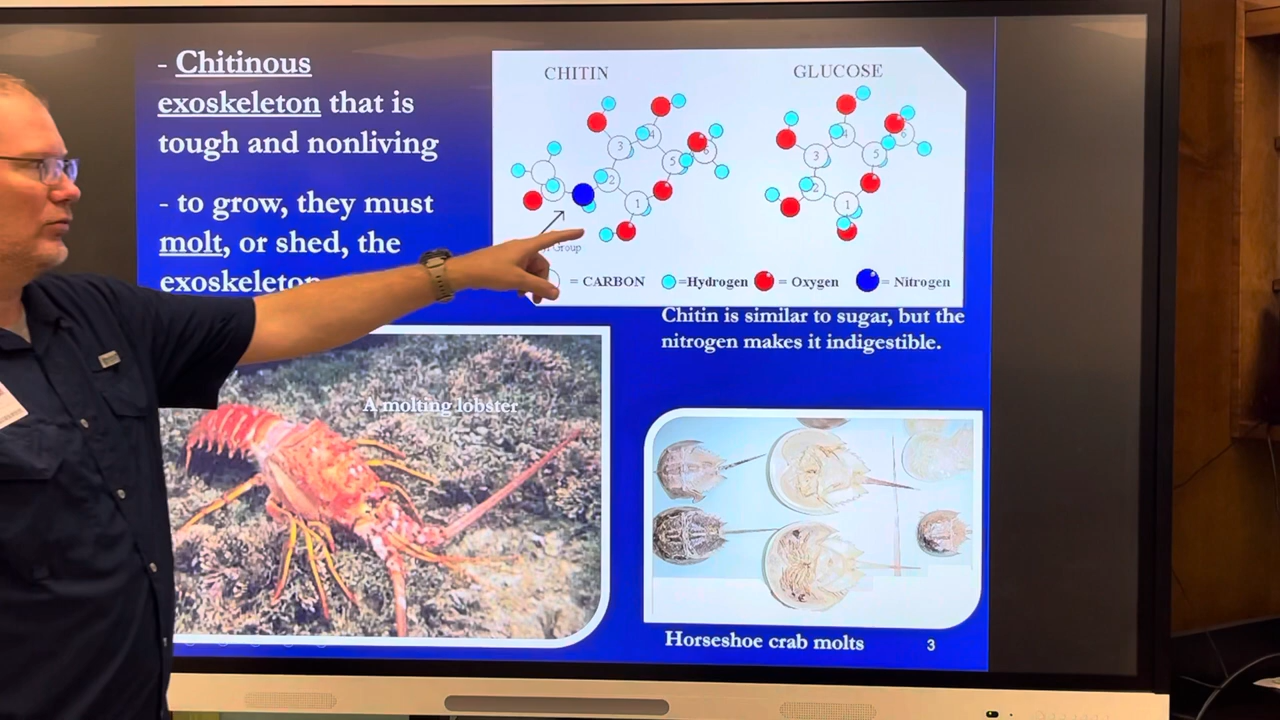 - Chitinous
exoskeleton that is
tough and nonliving
- to grow, they must
molt, or shed, the
exoskeleton
CHITIN
GLUCOSE
4
3
5
6
2
1
4
3
5
6
2
1
Group
= CARBON =Hydrogen = Oxygen = Nitrogen
Chitin is similar to sugar, but the
nitrogen makes it indigestible.
A molting lobster
Horseshoe crab molts
3